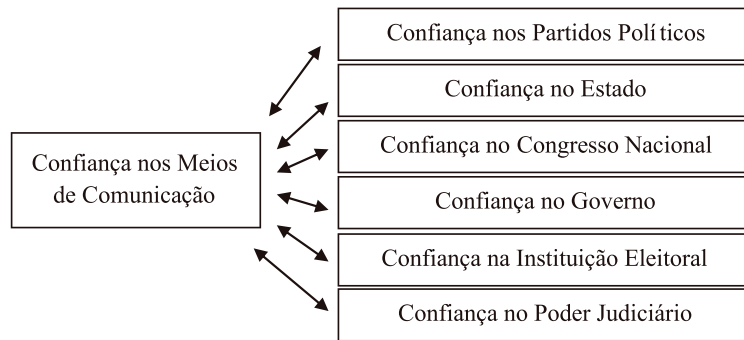 Confiança nos Partidos Políticos
Confiança no Estado
Confiança no Congresso Nacional
Confiança nos Meios
de Comunicação
Confiança no Governo
Confiança na Instituição Eleitoral
Confiança no Poder Judiciário